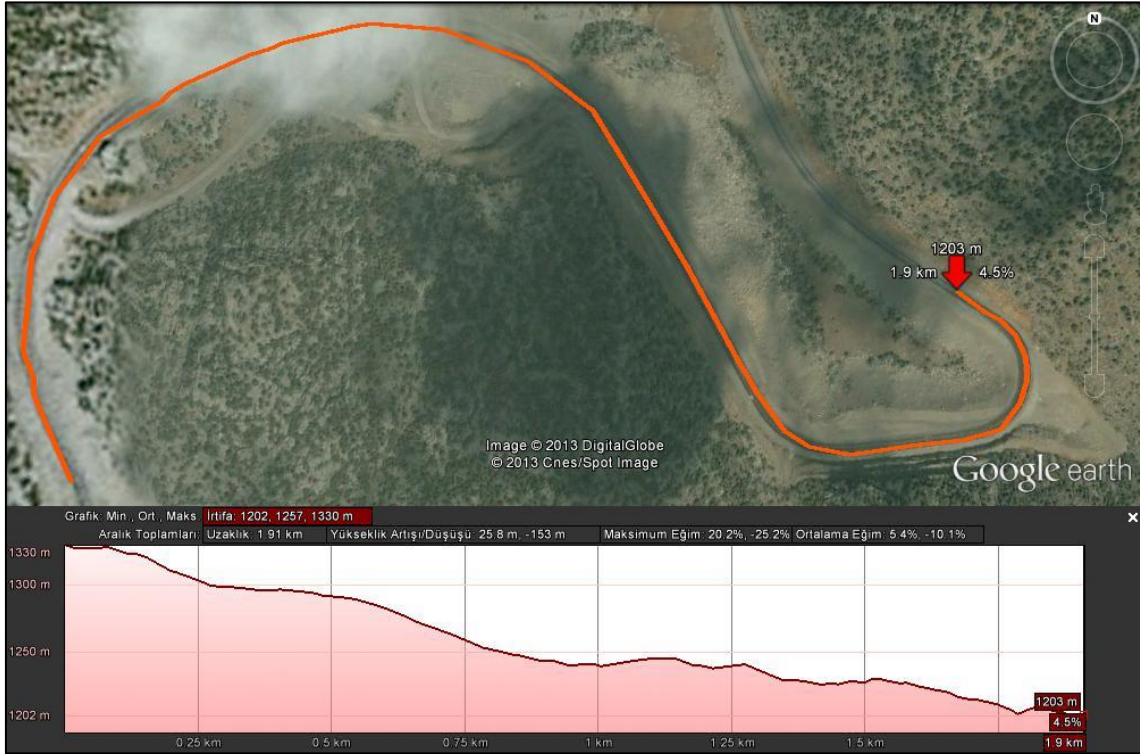 N
1203 m
1.9 km 4.5%
Image © 2013 DigitalGlobe
© 2013 Cnes/Spot Image
Google earth
Grafik: Min., Ort., Maks. İrtifa: 1202, 1257, 1330 m
Aralık Toplamları: Uzaklık: 1.91 km Yükseklik Artışı/Düşüşü: 25.8 m, -153 m Maksimum Eğim: 20.2%, -25.2% Ortalama Eğim: 5.4%, -10.1%
1330 m
1300 m
1250 m
1202 m
1203 m
4.5%
0.25 km 0.5 km 0.75 km 1 km 1.25 km 1.5 km 1.9 km